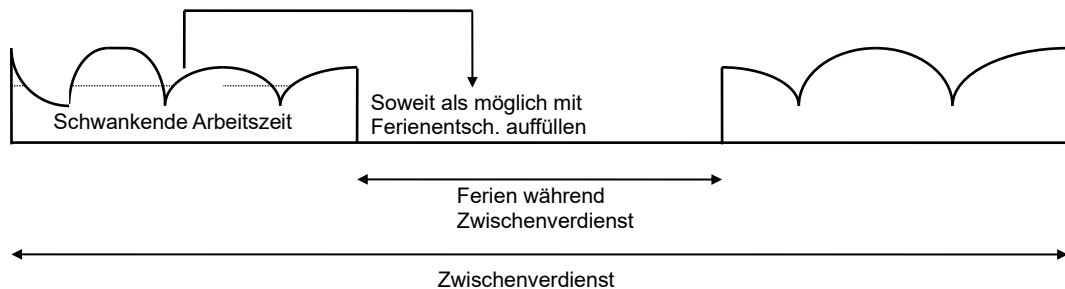 Soweit als möglich mit
Ferienentsch. auffüllen
Schwankende Arbeitszeit
Ferien während
Zwischenverdienst
Zwischenverdienst